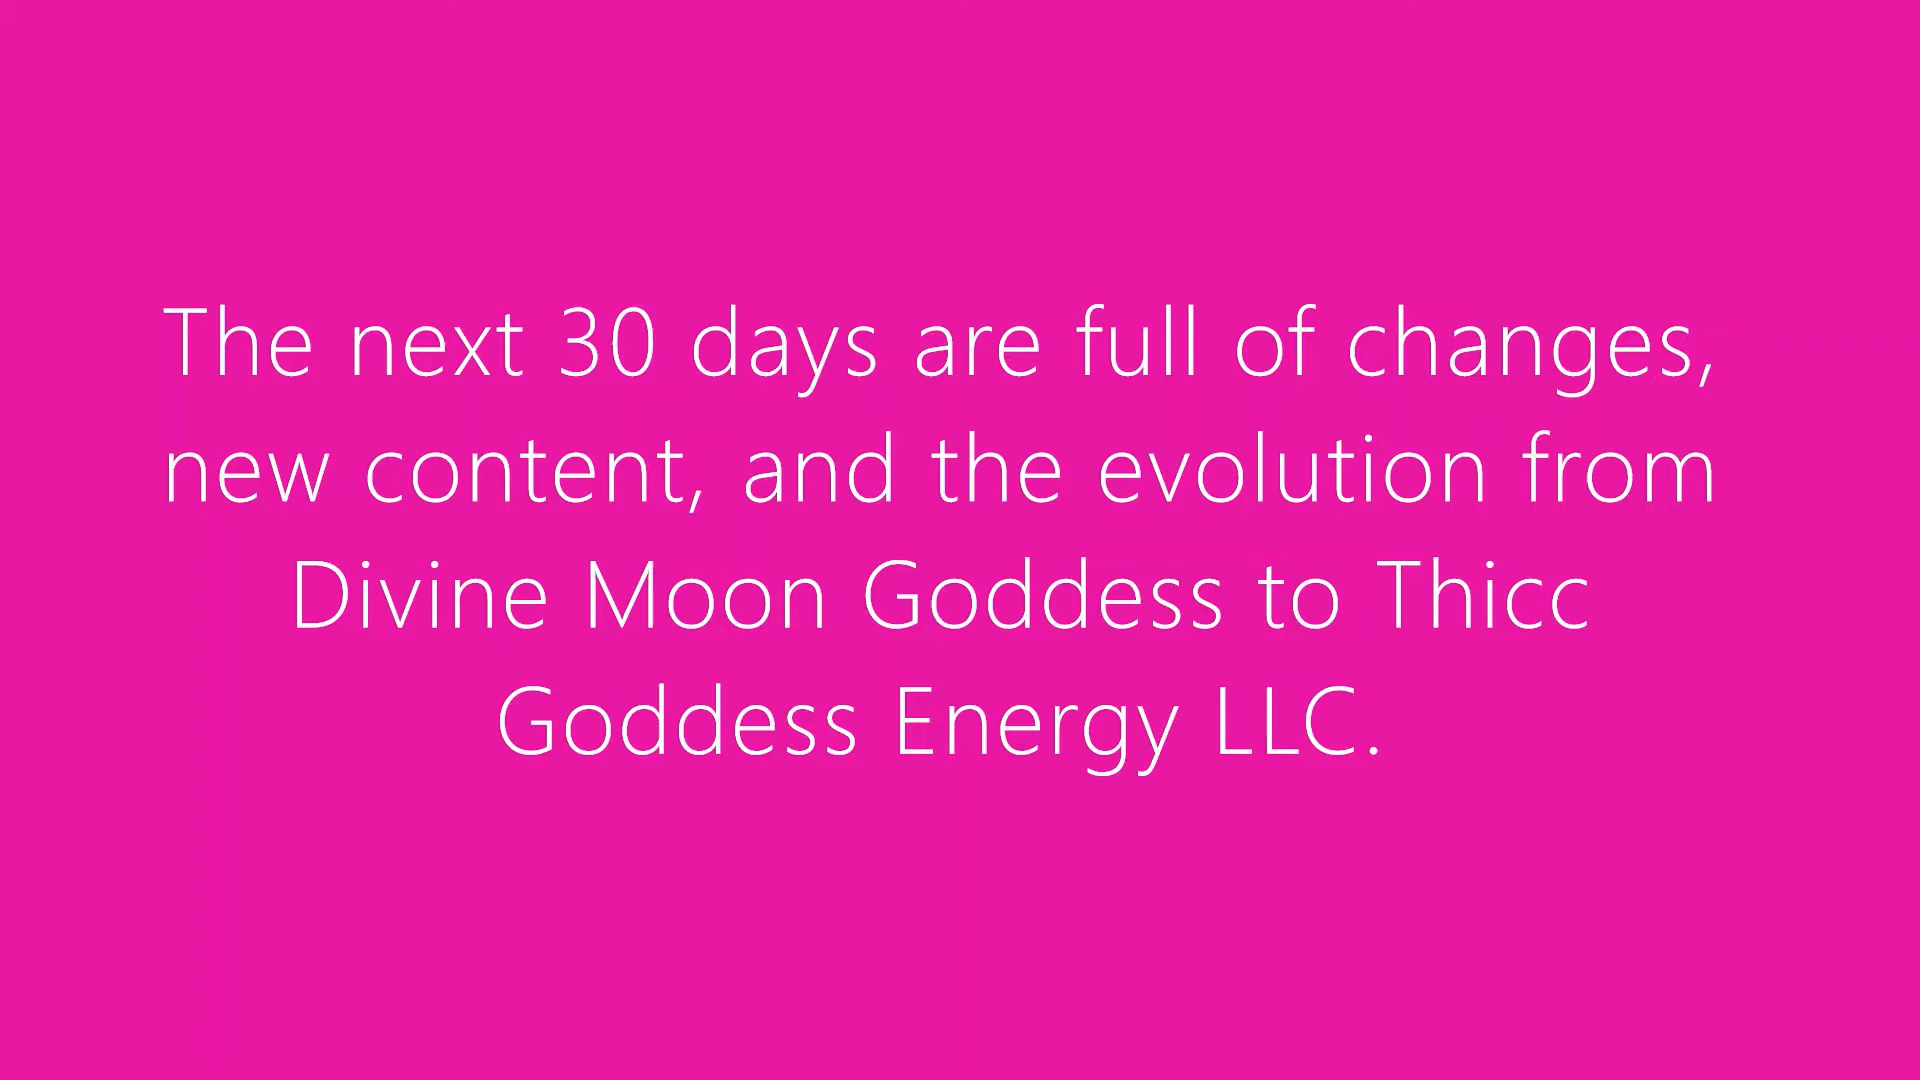 The next 30 days are full of changes,
new content, and the evolution from
Divine Moon Goddess to Thicc
Goddess Energy LLC.